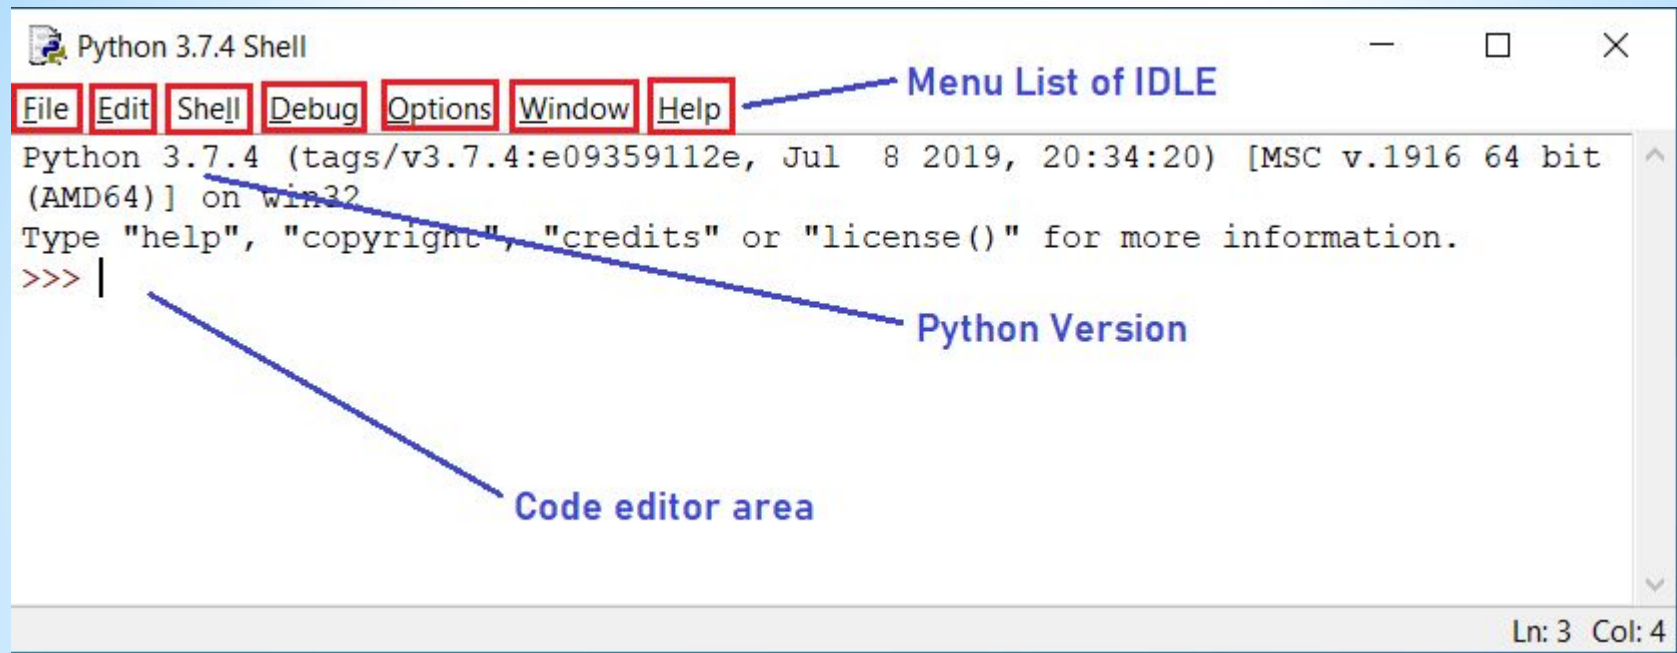 Python 3.7.4 Shell
File Edit Shell Debug Options Window Help
Menu List of IDLE
Python 3.7.4 (tags/v3.7.4:e09359112e, Jul  8 2019, 20:34:20) [MSC v.1916 64 bit
(AMD64)] on win32
Type "help", "copyright", "credits" or "license()" for more information.
>>>
Python Version
Code editor area
Ln: 3 Col: 4